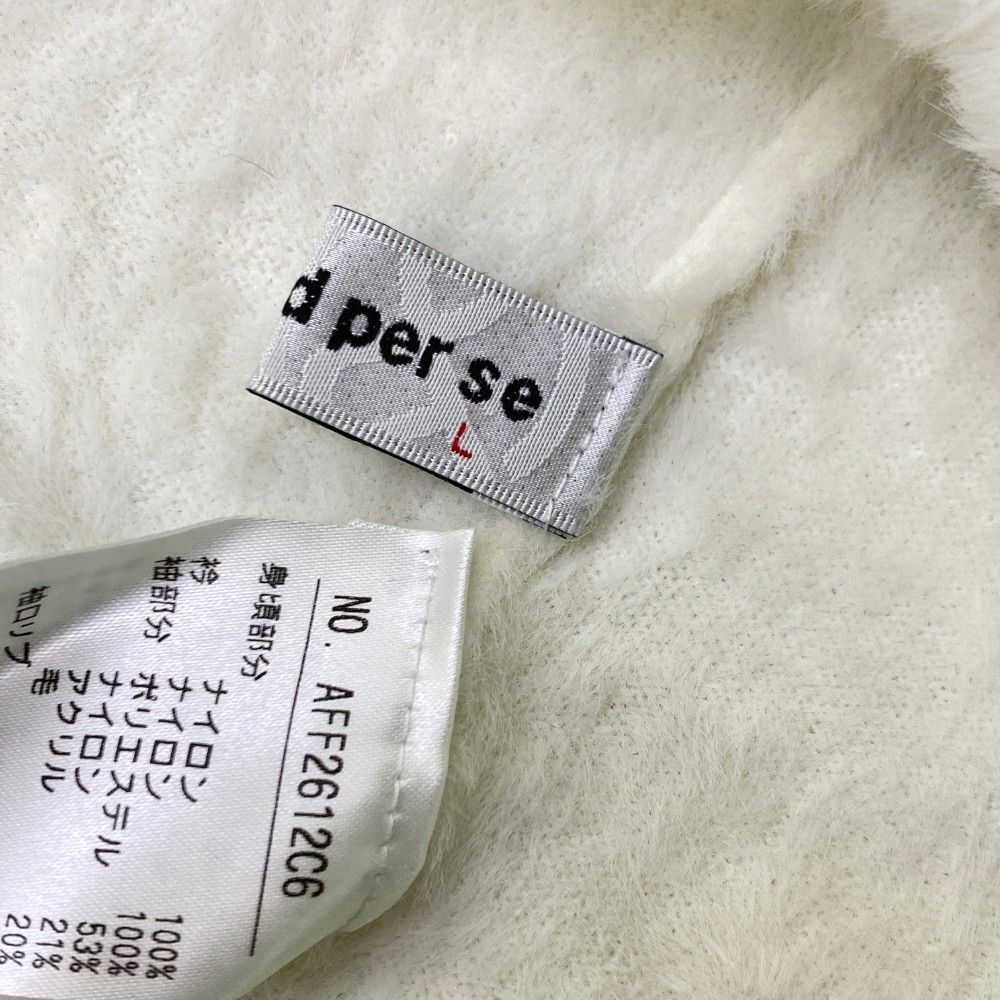 d per se
L
NO. AFF2612C6
身頃部分 ナイロン 100%
衿 ナイロン 100%
袖部分 ポリエステル 53%
ナイロン 21%
アクリル 20%
毛
袖口リブ